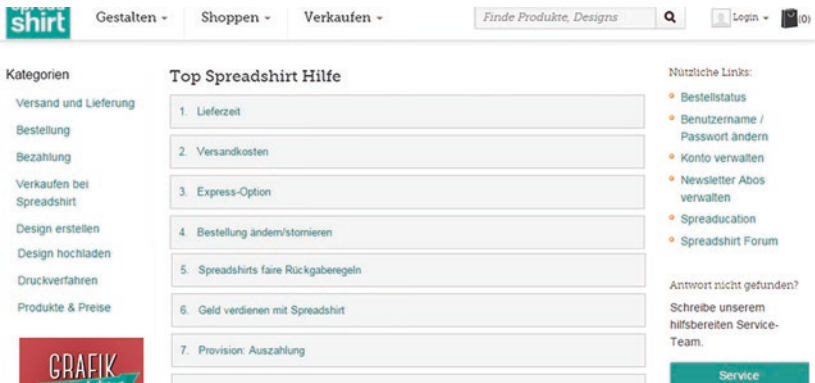 shirt
Gestalten
Shoppen
Verkaufen
Finde Produkte, Designs
Login
(0)
Kategorien
Versand und Lieferung
Bestellung
Bezahlung
Verkaufen bei
Spreadshirt
Design erstellen
Design hochladen
Druckverfahren
Produkte & Preise
GRAFIK
Top Spreadshirt Hilfe
1. Lieferzeit
2. Versandkosten
3. Express-Option
4. Bestellung ändern/stornieren
5. Spreadshirts faire Rückgaberegeln
6. Geld verdienen mit Spreadshirt
7. Provision: Auszahlung
Nützliche Links:
Bestellstatus
Benutzername /
Passwort ändern
Konto verwalten
Newsletter Abos
verwalten
Spreaducation
Spreadshirt Forum
Antwort nicht gefunden?
Schreibe unserem
hilfsbereiten Service-
Team.
Service